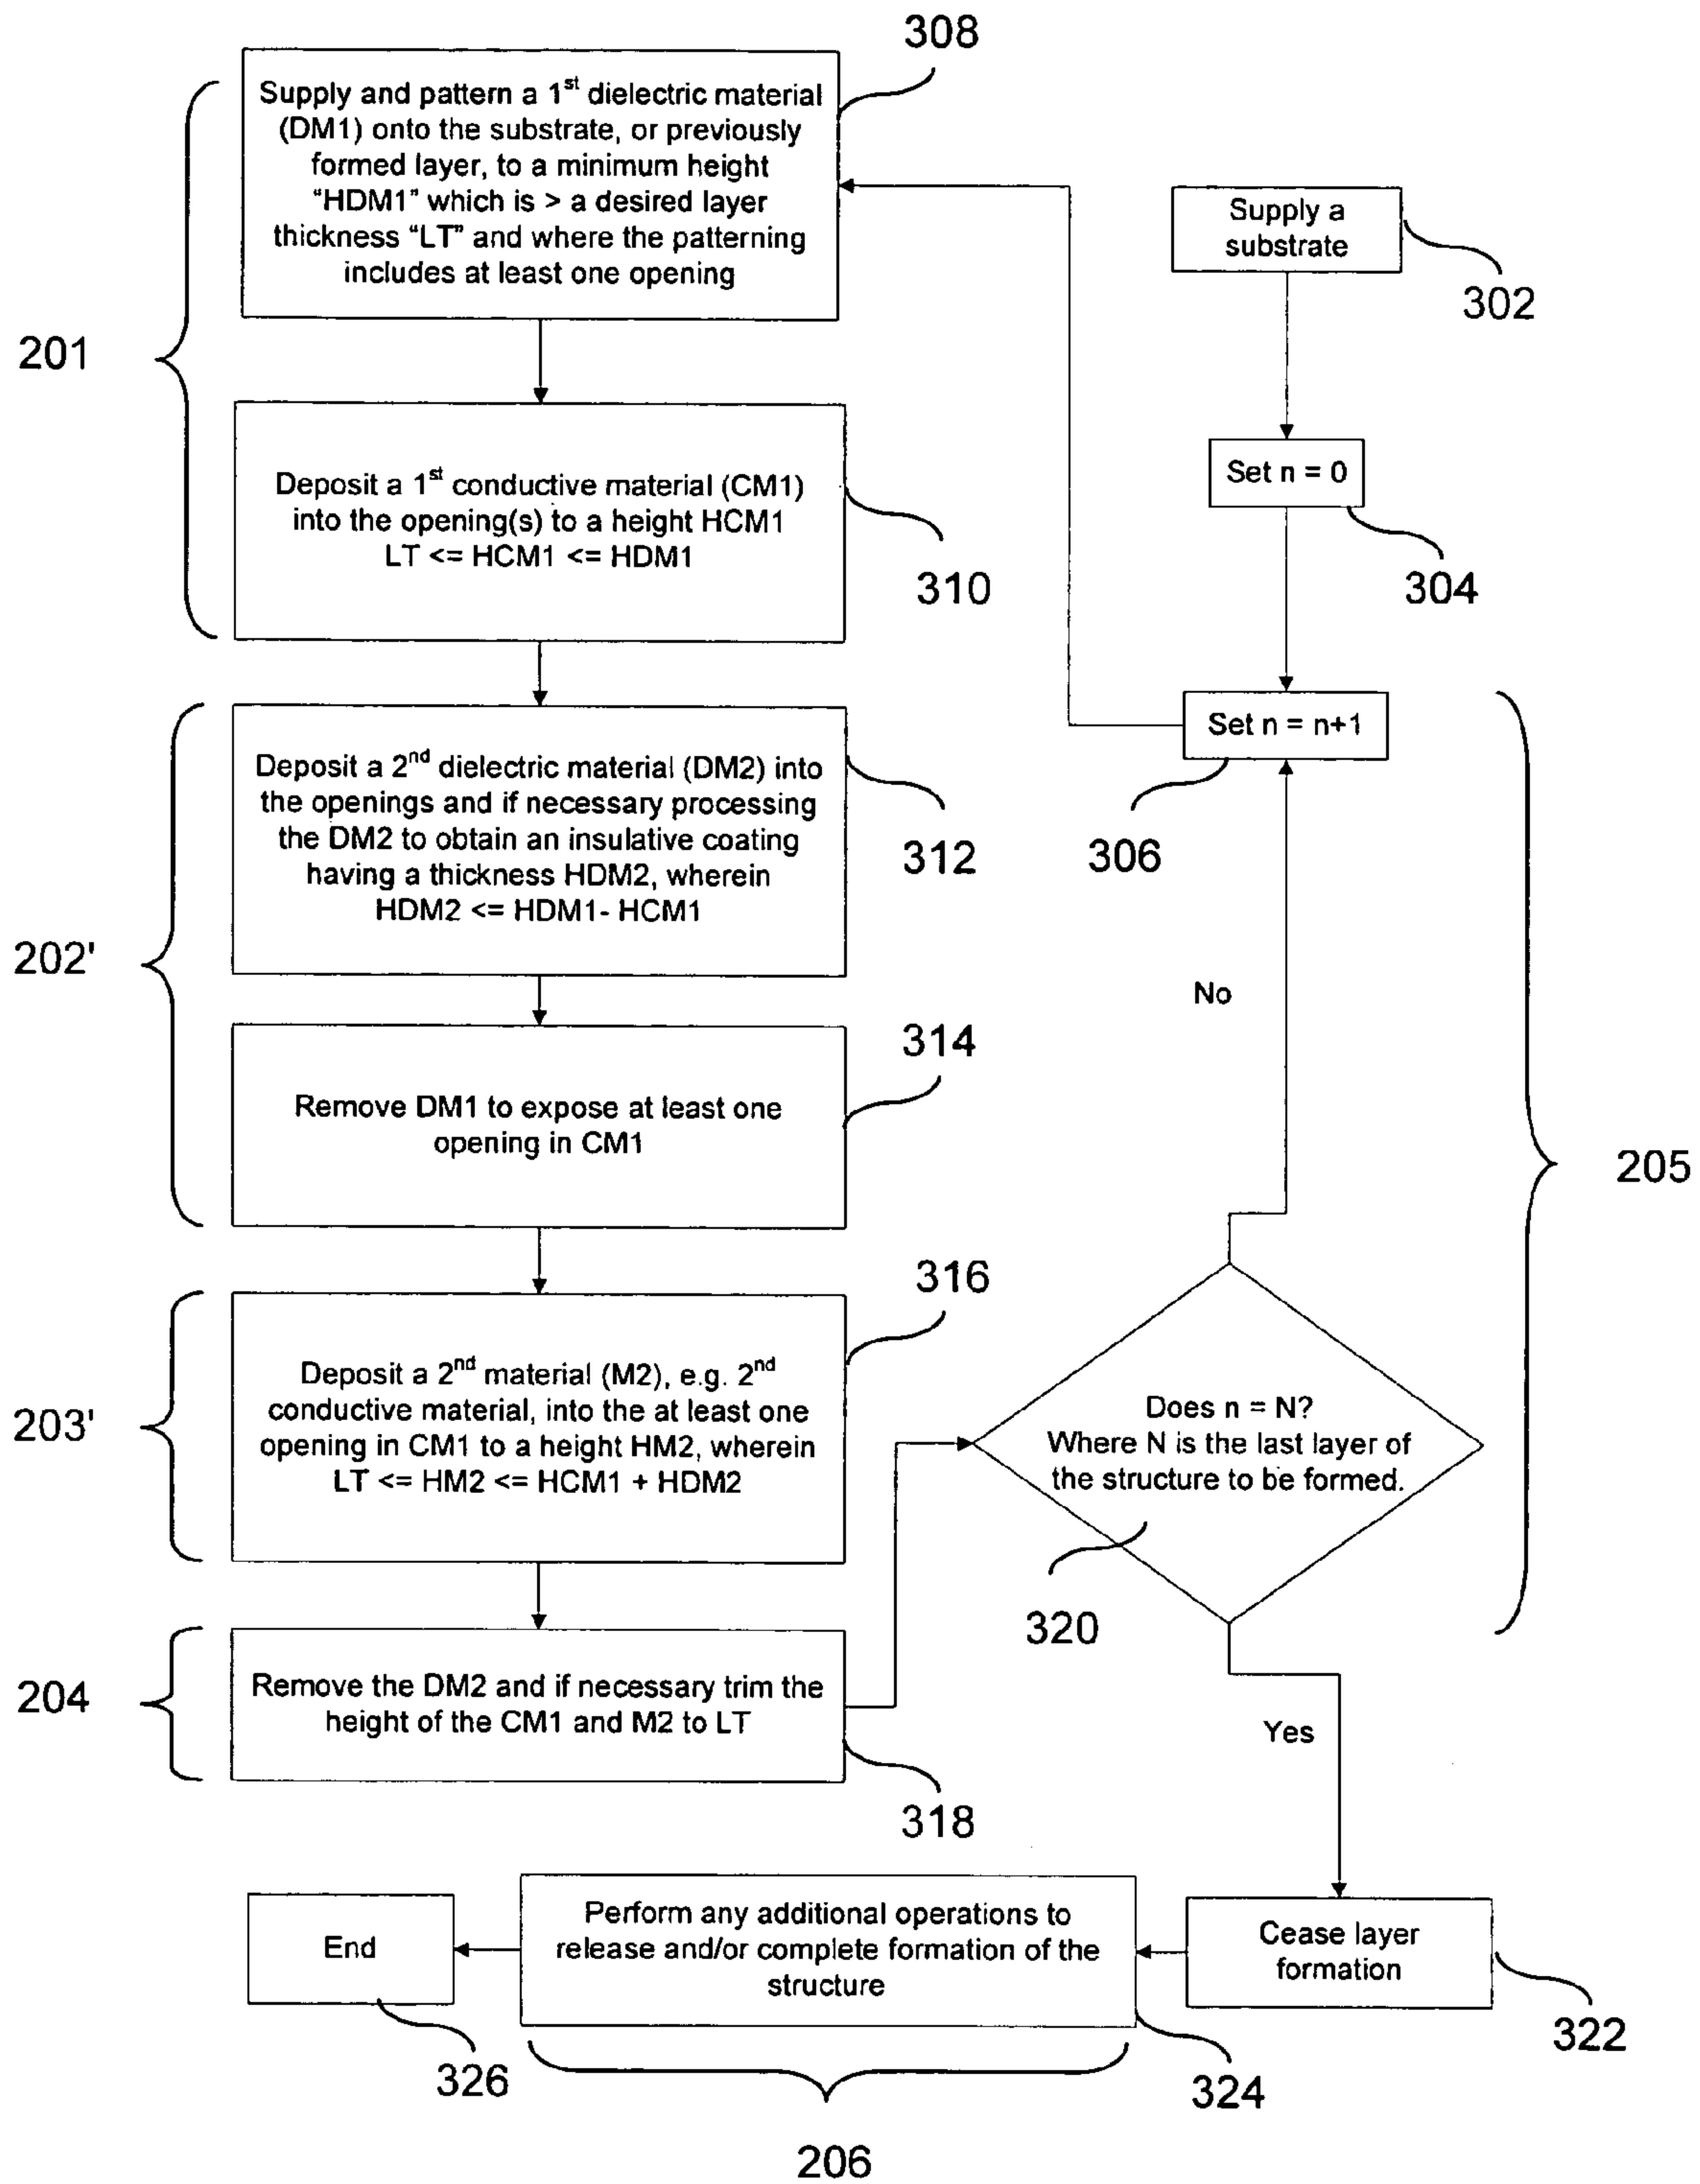 308
Supply and pattern a 1st dielectric material
(DM1) onto the substrate, or previously
formed layer, to a minimum height
"HDM1" which is > a desired layer
thickness "LT" and where the patterning
includes at least one opening
201
Supply a
substrate
302
Set n = 0
304
Deposit a 1st conductive material (CM1)
into the opening(s) to a height HCM1
LT <= HCM1 <= HDM1
310
Set n = n+1
306
Deposit a 2nd dielectric material (DM2) into
the openings and if necessary processing
the DM2 to obtain an insulative coating
having a thickness HDM2, wherein
HDM2 <= HDM1- HCM1
312
202'
No
314
Remove DM1 to expose at least one
opening in CM1
205
316
Deposit a 2nd material (M2), e.g. 2nd
conductive material, into the at least one
opening in CM1 to a height HM2, wherein
LT <= HM2 <= HCM1 + HDM2
203'
Does n = N?
Where N is the last layer of
the structure to be formed.
320
204
Remove the DM2 and if necessary trim the
height of the CM1 and M2 to LT
318
Yes
Cease layer
formation
322
Perform any additional operations to
release and/or complete formation of the
structure
324
End
326
206